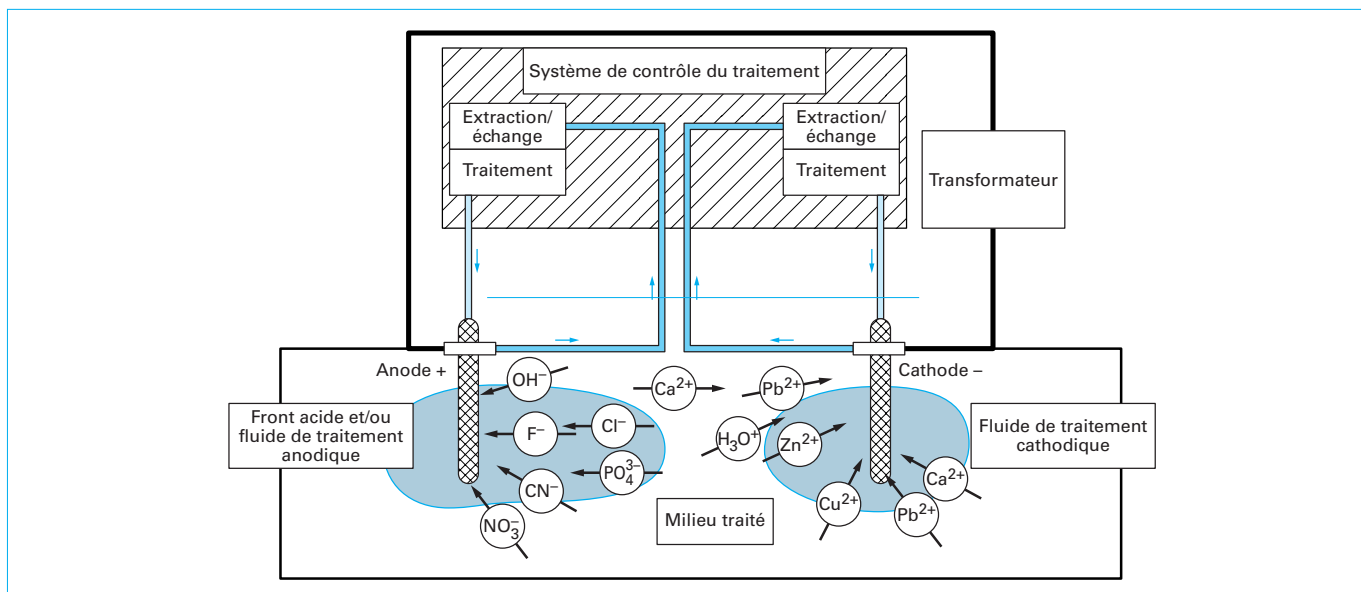 Système de contrôle du traitement
Extraction/
échange
Traitement
Extraction/
échange
Traitement
Transformateur
Anode +
Cathode –
Front acide et/ou
fluide de traitement
anodique
Fluide de traitement
cathodique
OH⁻
Ca²⁺
Pb²⁺
F⁻
Cl⁻
H₃O⁺
Zn²⁺
CN⁻
PO₄³⁻
NO₃⁻
Milieu traité
Cu²⁺
Pb²⁺
Ca²⁺